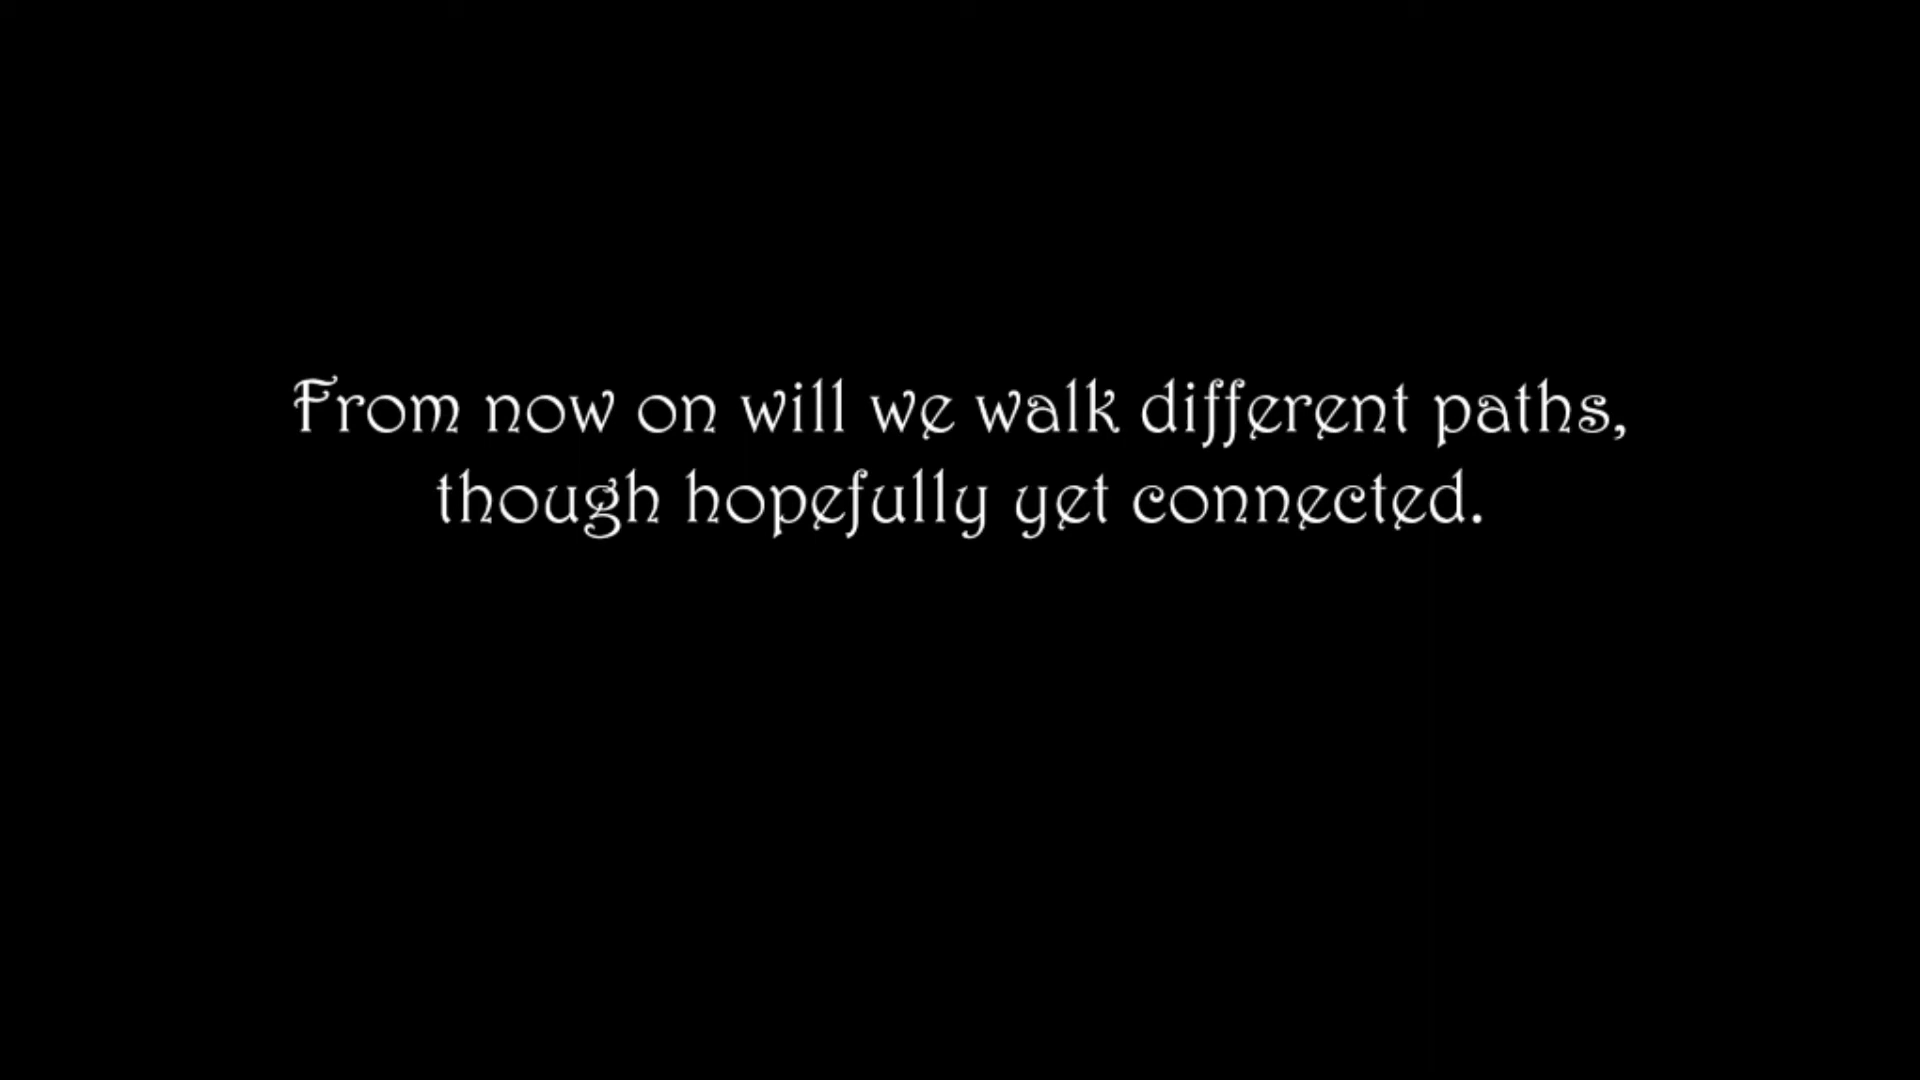 From now on will we walk different paths,
though hopefully yet connected.